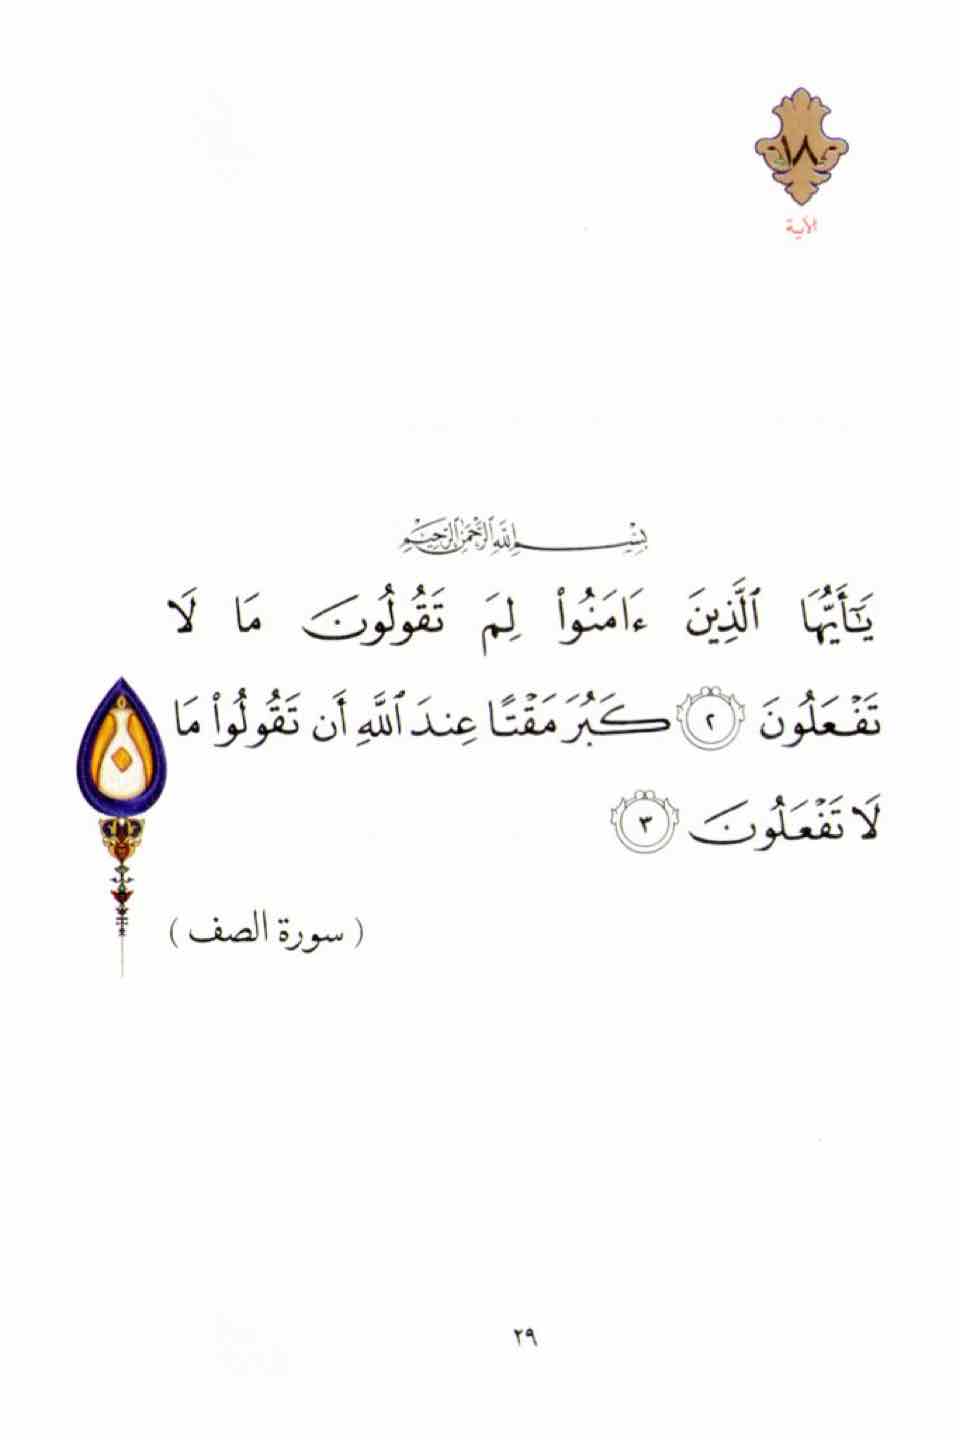 ١٨
الآية
بِسْمِ ٱللَّهِ ٱلرَّحْمَٰنِ ٱلرَّحِيمِ
يَٰٓأَيُّهَا ٱلَّذِينَ ءَامَنُوا۟ لِمَ تَقُولُونَ مَا لَا
تَفْعَلُونَ ٢ كَبُرَ مَقْتًا عِندَ ٱللَّهِ أَن تَقُولُوا۟ مَا
لَا تَفْعَلُونَ ٣
( سورة الصف )
٢٩